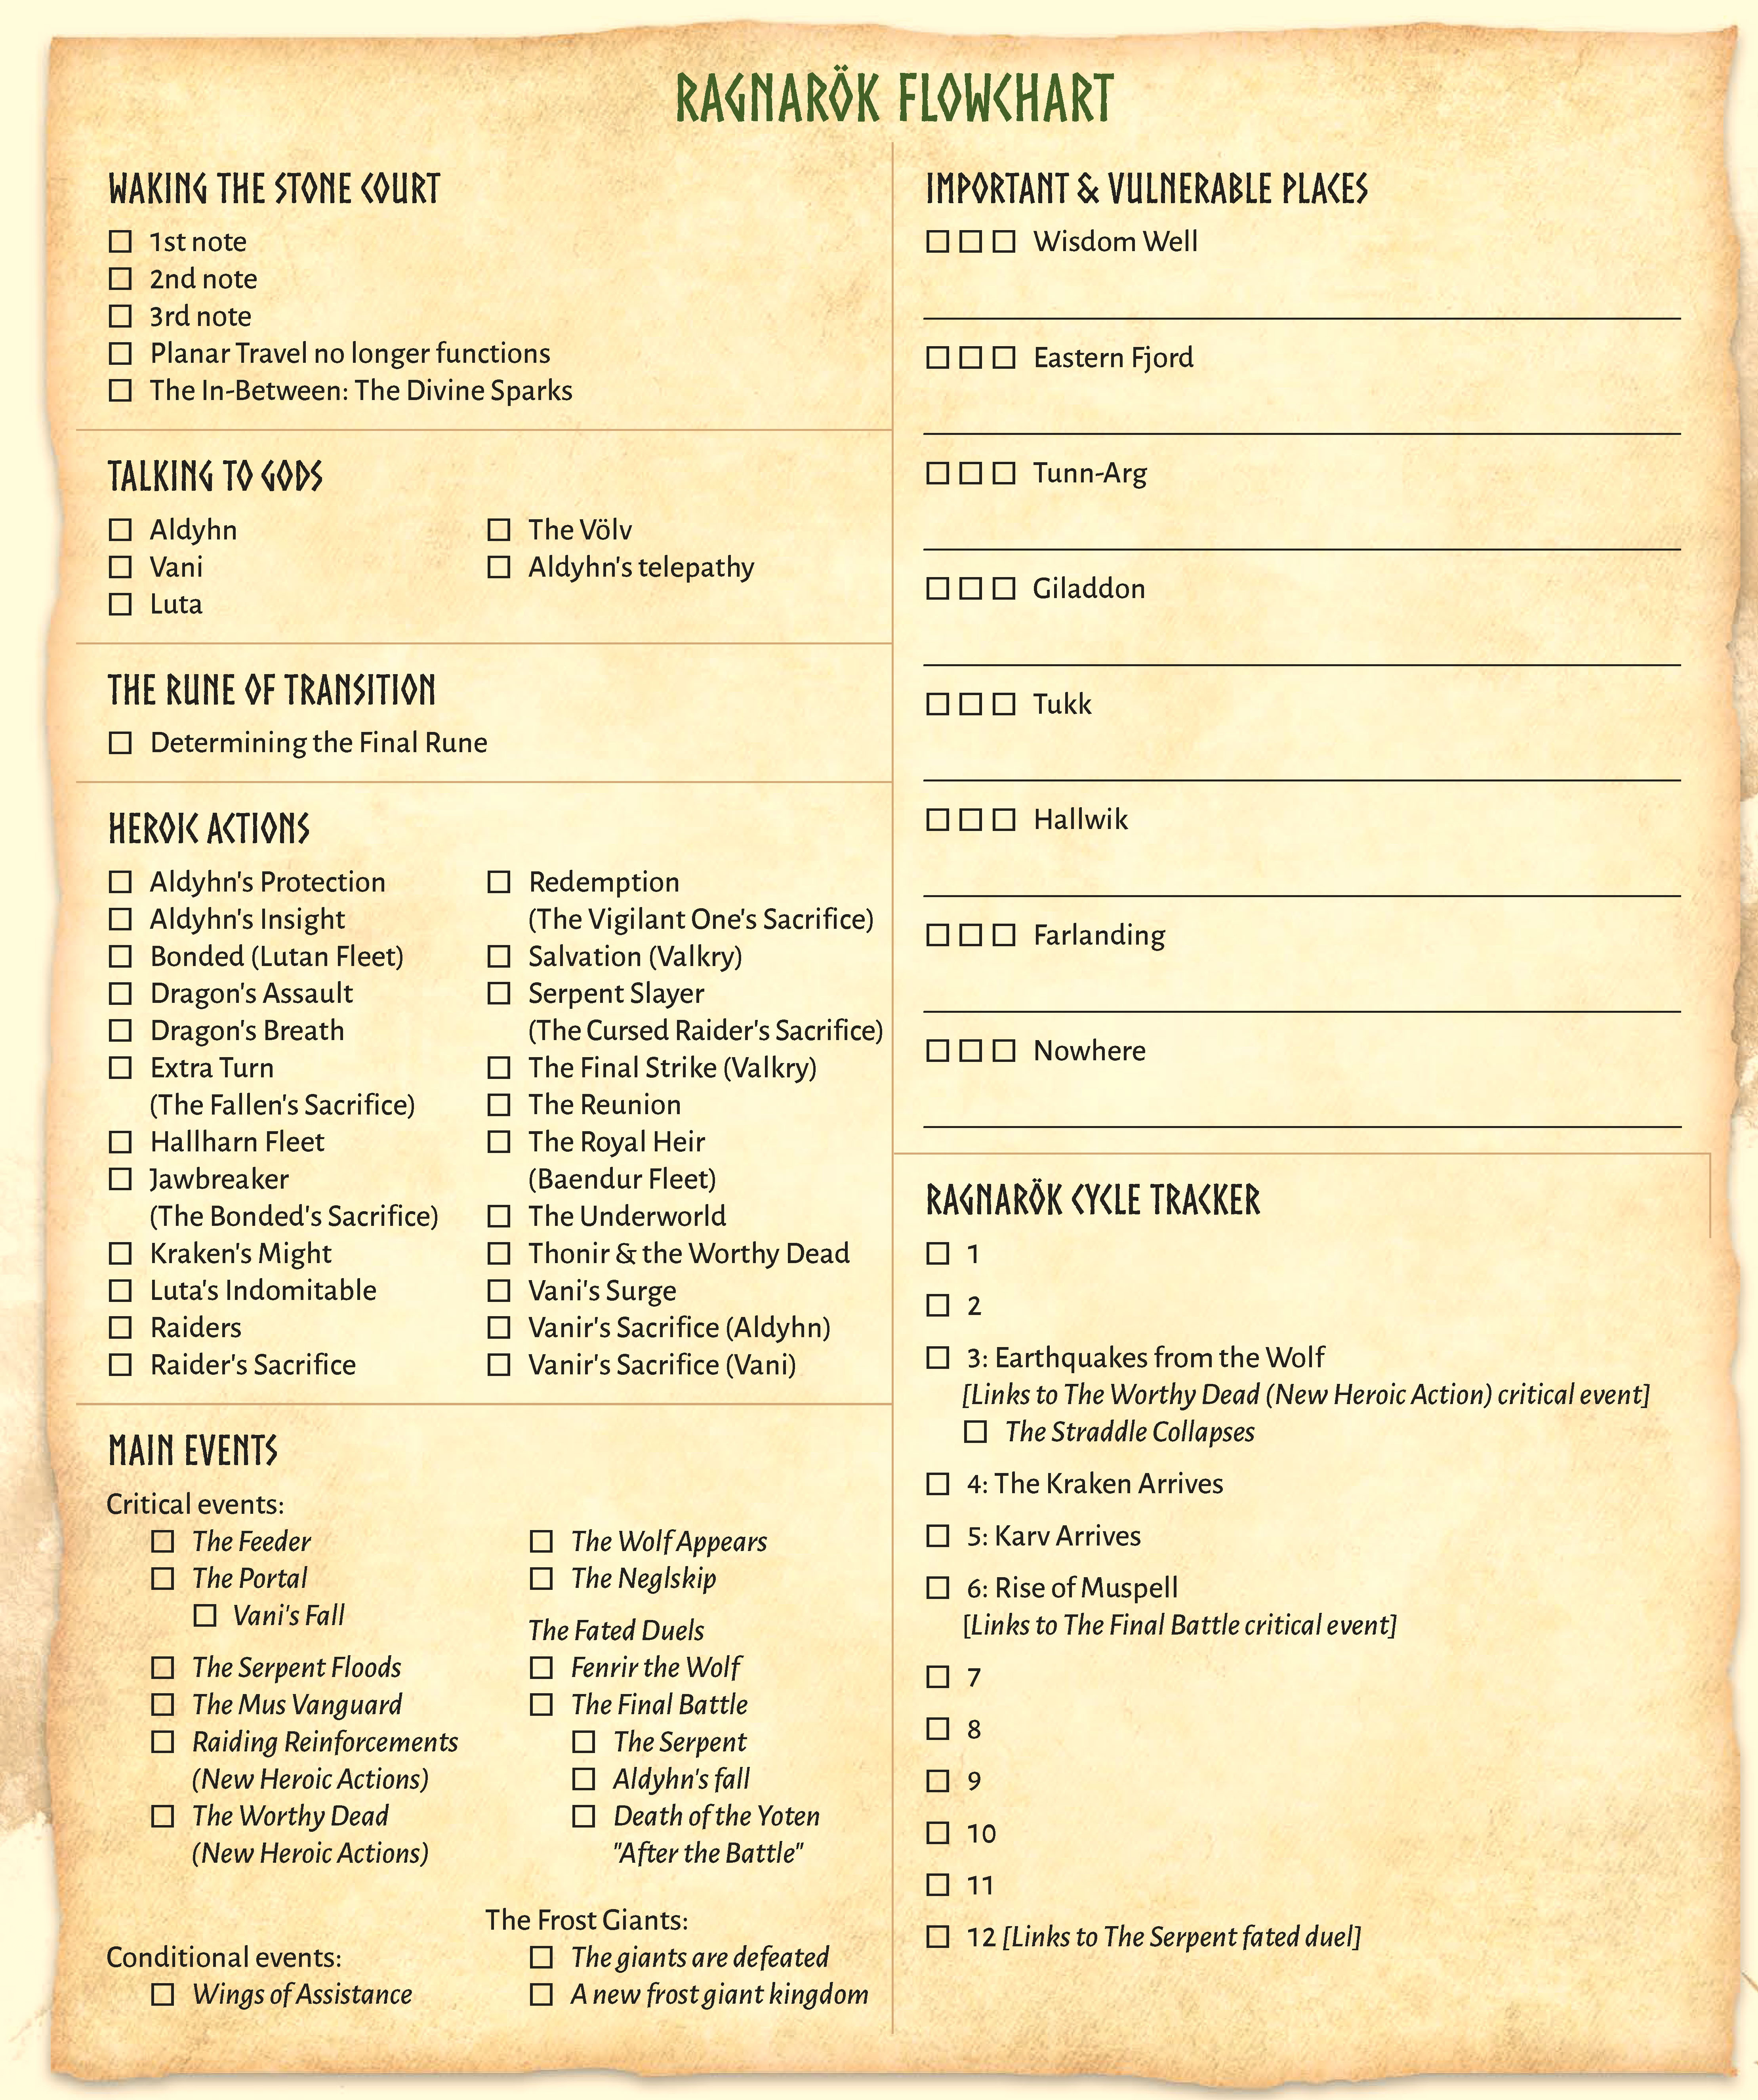 RAGNARÖK FLOWCHART
WAKING THE STONE COURT
1st note
2nd note
3rd note
Planar Travel no longer functions
The In-Between: The Divine Sparks
TALKING TO GODS
Aldyhn
Vani
Luta
The Völv
Aldyhn's telepathy
THE RUNE OF TRANSITION
Determining the Final Rune
HEROIC ACTIONS
Aldyhn's Protection
Aldyhn's Insight
Bonded (Lutan Fleet)
Dragon's Assault
Dragon's Breath
Extra Turn
(The Fallen's Sacrifice)
Hallharn Fleet
Jawbreaker
(The Bonded's Sacrifice)
Kraken's Might
Luta's Indomitable
Raiders
Raider's Sacrifice
Redemption
(The Vigilant One's Sacrifice)
Salvation (Valkry)
Serpent Slayer
(The Cursed Raider's Sacrifice)
The Final Strike (Valkry)
The Reunion
The Royal Heir
(Baendur Fleet)
The Underworld
Thonir & the Worthy Dead
Vani's Surge
Vanir's Sacrifice (Aldyhn)
Vanir's Sacrifice (Vani)
MAIN EVENTS
Critical events:
The Feeder
The Portal
Vani's Fall
The Serpent Floods
The Mus Vanguard
Raiding Reinforcements
(New Heroic Actions)
The Worthy Dead
(New Heroic Actions)
Conditional events:
Wings of Assistance
The Wolf Appears
The Neglskip
The Fated Duels
Fenrir the Wolf
The Final Battle
The Serpent
Aldyhn's fall
Death of the Yoten
"After the Battle"
The Frost Giants:
The giants are defeated
A new frost giant kingdom
IMPORTANT & VULNERABLE PLACES
Wisdom Well
Eastern Fjord
Tunn-Arg
Giladdon
Tukk
Hallwik
Farlanding
Nowhere
RAGNARÖK CYCLE TRACKER
1
2
3: Earthquakes from the Wolf
[Links to The Worthy Dead (New Heroic Action) critical event]
The Straddle Collapses
4: The Kraken Arrives
5: Karv Arrives
6: Rise of Muspell
[Links to The Final Battle critical event]
7
8
9
10
11
12 [Links to The Serpent fated duel]